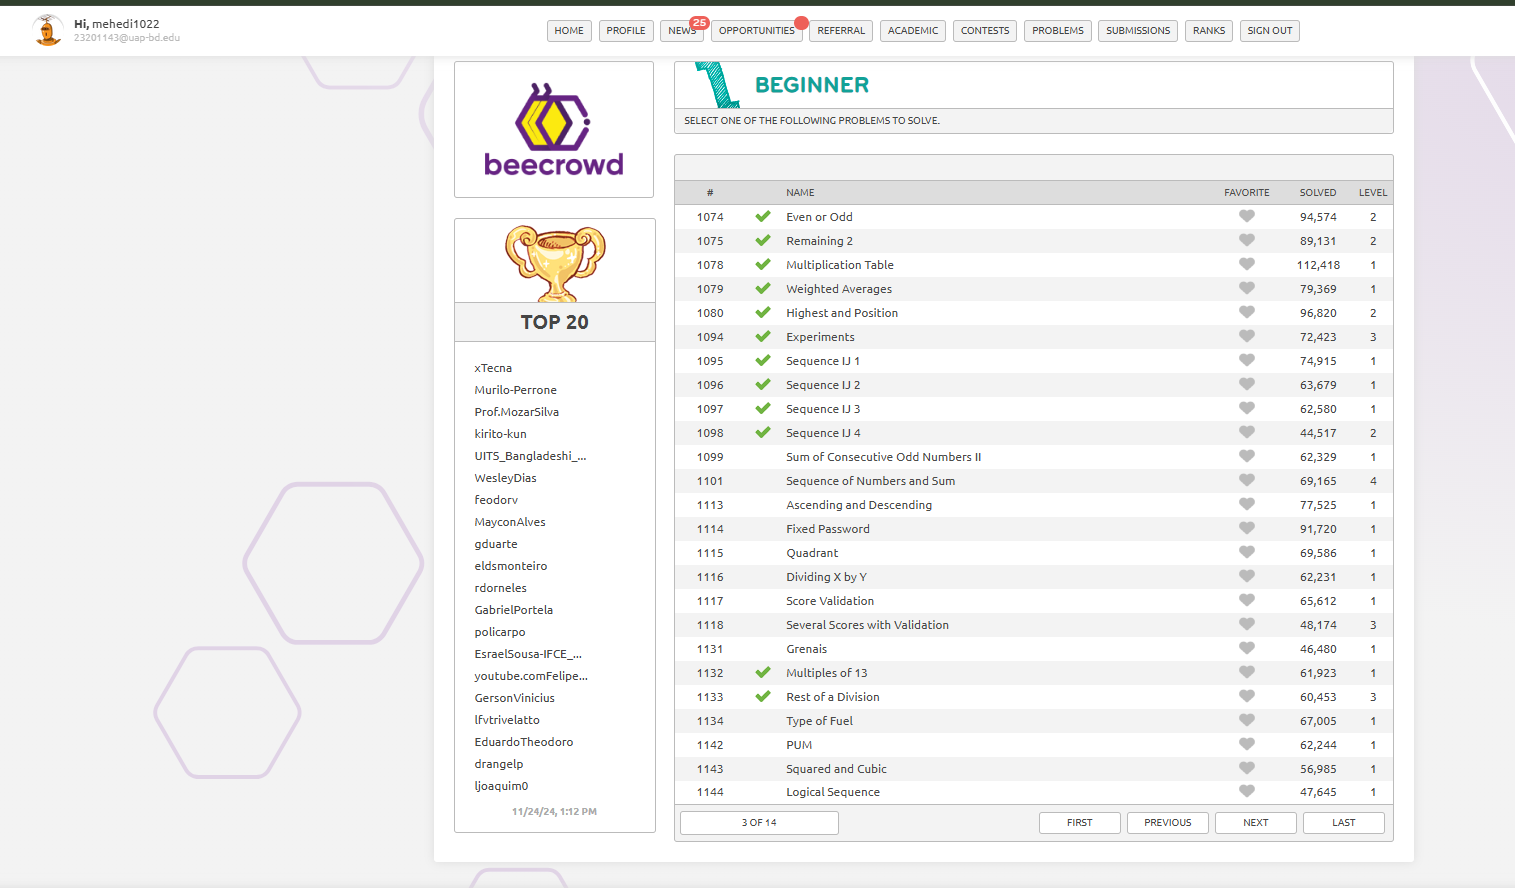 Hi, mehedi1022
23201143@uap-bd.edu
HOME PROFILE NEWS 25 OPPORTUNITIES REFERRAL ACADEMIC CONTESTS PROBLEMS SUBMISSIONS RANKS SIGN OUT
beecrowd
TOP 20
xTecna
Murilo-Perrone
Prof.MozarSilva
kirito-kun
UITS_Bangladeshi_...
WesleyDias
feodorv
MayconAlves
gduarte
eldsmonteiro
rdorneles
GabrielPortela
policarpo
EsraelSousa-IFCE_...
youtube.comFelipe...
GersonVinicius
lfvtrivelatto
EduardoTheodoro
drangelp
ljoaquim0
11/24/24, 1:12 PM
1 BEGINNER
SELECT ONE OF THE FOLLOWING PROBLEMS TO SOLVE.
# NAME FAVORITE SOLVED LEVEL
1074 Even or Odd 94,574 2
1075 Remaining 2 89,131 2
1078 Multiplication Table 112,418 1
1079 Weighted Averages 79,369 1
1080 Highest and Position 96,820 2
1094 Experiments 72,423 3
1095 Sequence IJ 1 74,915 1
1096 Sequence IJ 2 63,679 1
1097 Sequence IJ 3 62,580 1
1098 Sequence IJ 4 44,517 2
1099 Sum of Consecutive Odd Numbers II 62,329 1
1101 Sequence of Numbers and Sum 69,165 4
1113 Ascending and Descending 77,525 1
1114 Fixed Password 91,720 1
1115 Quadrant 69,586 1
1116 Dividing X by Y 62,231 1
1117 Score Validation 65,612 1
1118 Several Scores with Validation 48,174 3
1131 Grenais 46,480 1
1132 Multiples of 13 61,923 1
1133 Rest of a Division 60,453 3
1134 Type of Fuel 67,005 1
1142 PUM 62,244 1
1143 Squared and Cubic 56,985 1
1144 Logical Sequence 47,645 1
3 OF 14 FIRST PREVIOUS NEXT LAST